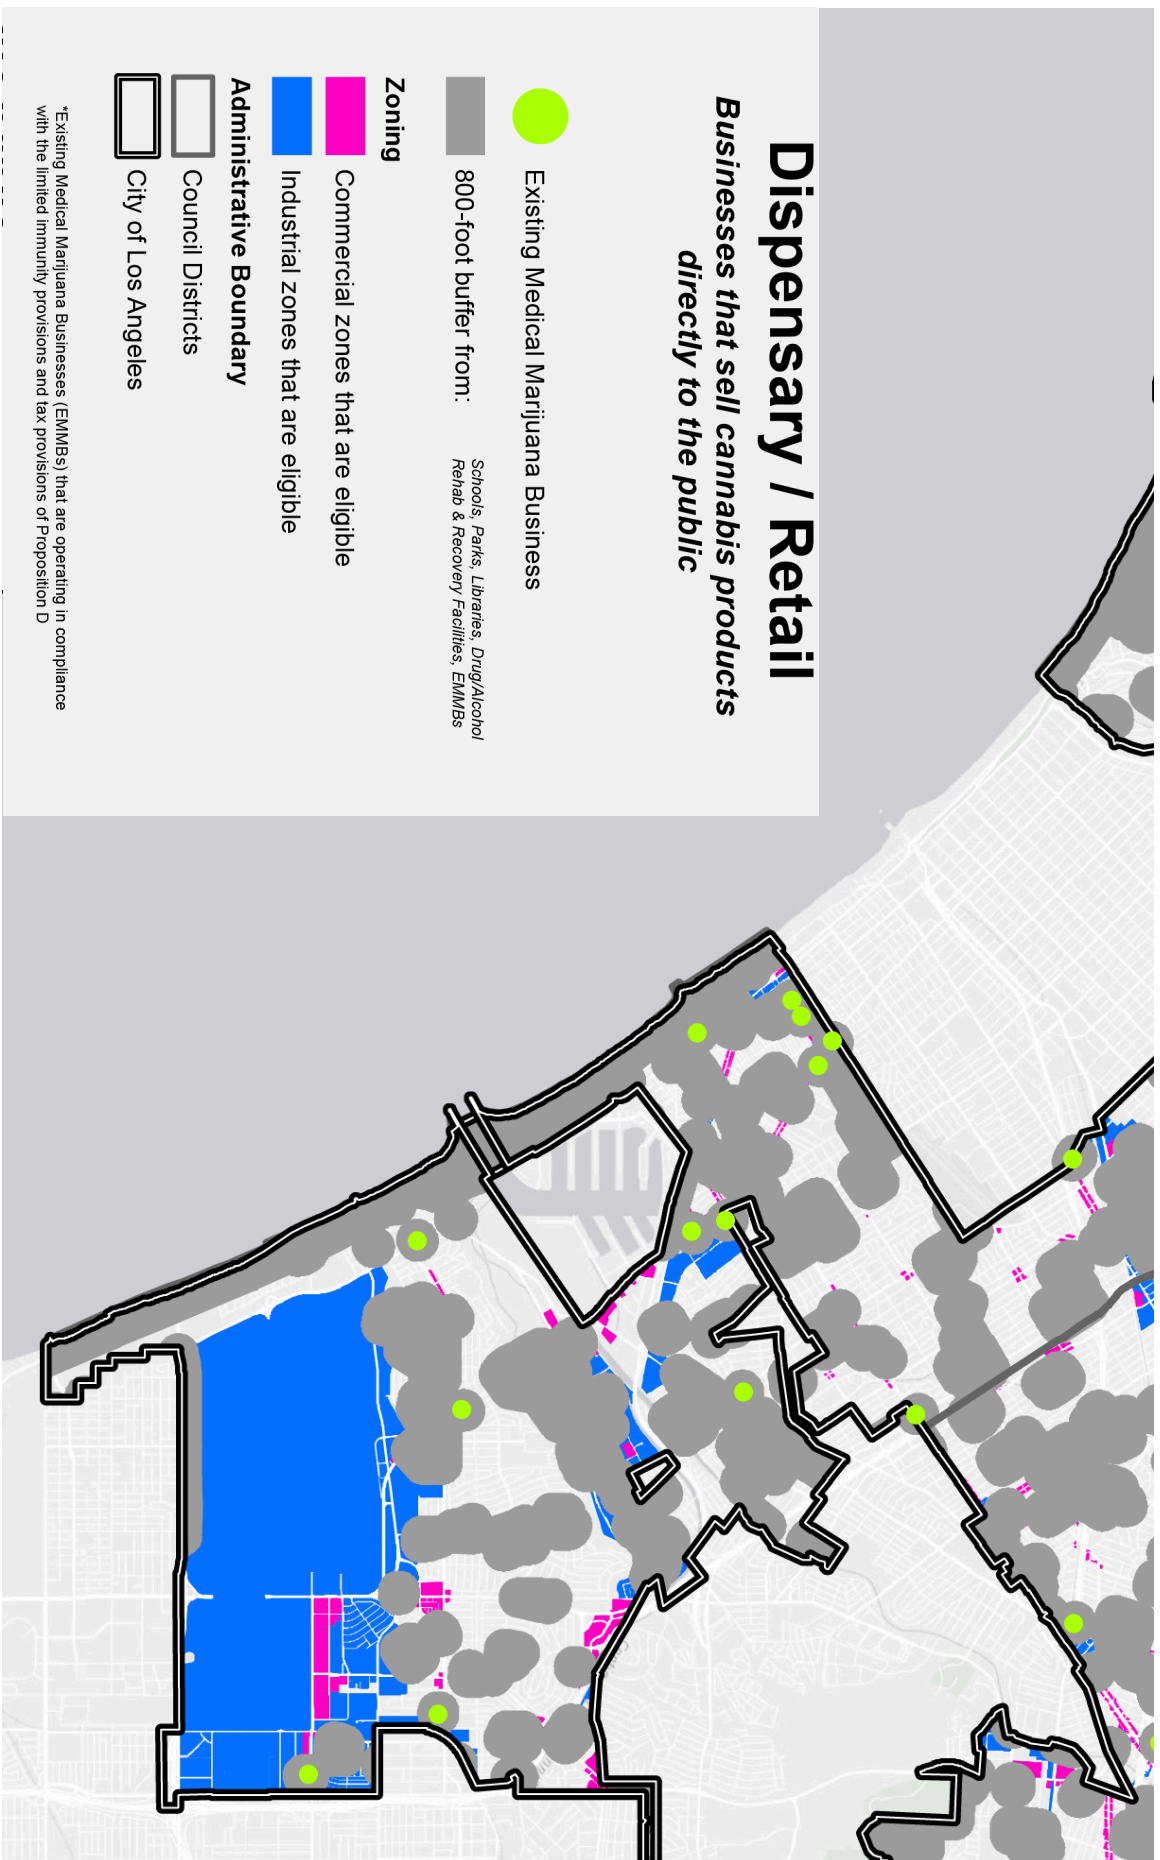 Dispensary / Retail
Businesses that sell cannabis products
directly to the public
Existing Medical Marijuana Business
800-foot buffer from:
Schools, Parks, Libraries, Drug/Alcohol
Rehab & Recovery Facilities, EMMBs
Zoning
Commercial zones that are eligible
Industrial zones that are eligible
Administrative Boundary
Council Districts
City of Los Angeles
*Existing Medical Marijuana Businesses (EMMBs) that are operating in compliance
with the limited immunity provisions and tax provisions of Proposition D